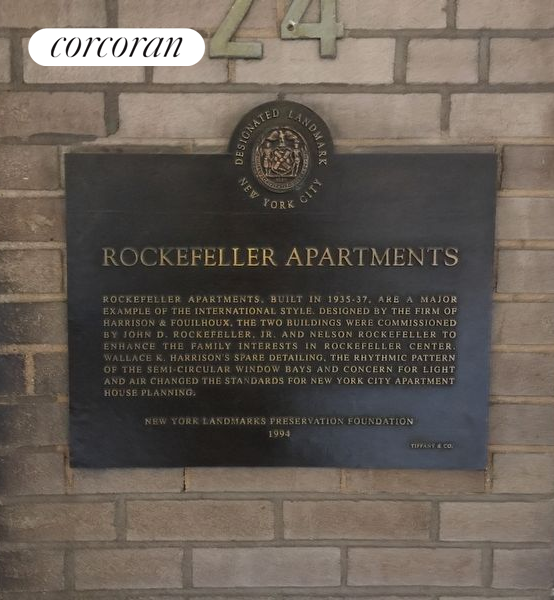 corcoran
24
DESIGNATED LANDMARK
NEW YORK CITY
ROCKEFELLER APARTMENTS
ROCKEFELLER APARTMENTS, BUILT IN 1935-37, ARE A MAJOR
EXAMPLE OF THE INTERNATIONAL STYLE. DESIGNED BY THE FIRM OF
HARRISON & FOUILHOUX, THE TWO BUILDINGS WERE COMMISSIONED
BY JOHN D. ROCKEFELLER, JR. AND NELSON ROCKEFELLER TO
ENHANCE THE FAMILY INTERESTS IN ROCKEFELLER CENTER.
WALLACE K. HARRISON'S SPARE DETAILING, THE RHYTHMIC PATTERN
OF THE SEMI-CIRCULAR WINDOW BAYS AND CONCERN FOR LIGHT
AND AIR CHANGED THE STANDARDS FOR NEW YORK CITY APARTMENT
HOUSE PLANNING.
NEW YORK LANDMARKS PRESERVATION FOUNDATION
1994
TIFFANY & CO.